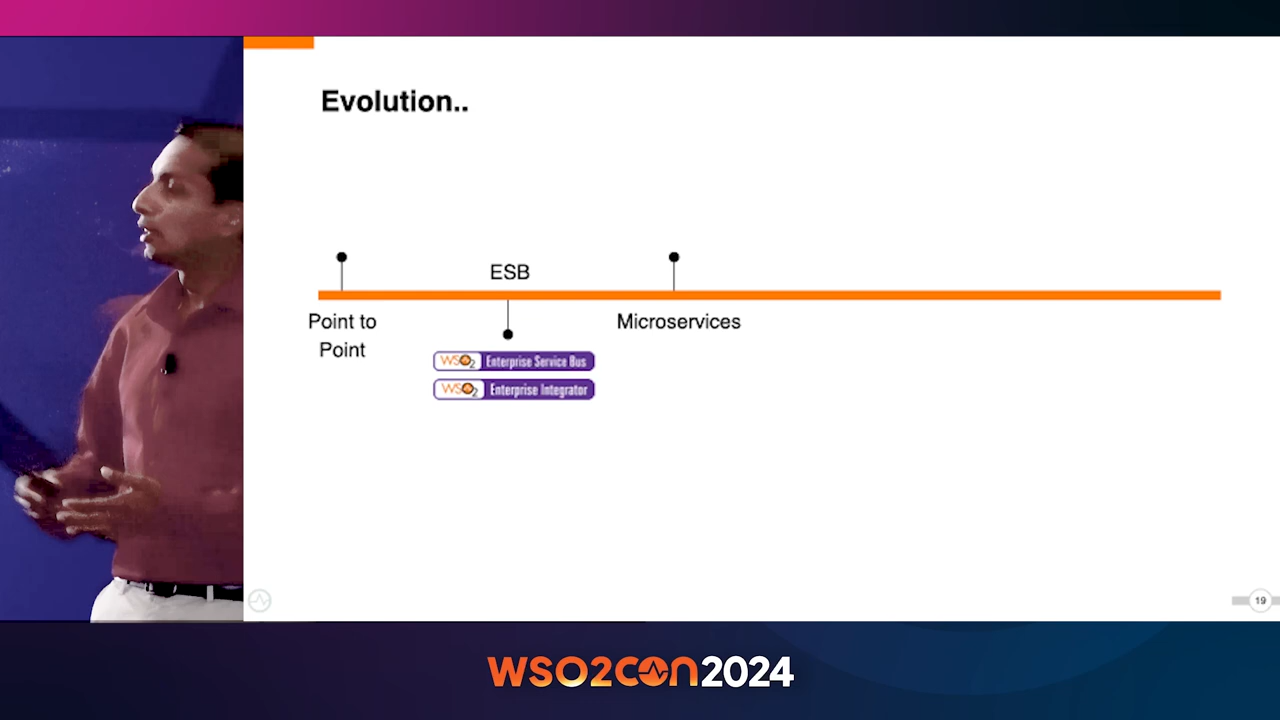 Evolution..
ESB
Point to
Point
Microservices
WSO2 Enterprise Service Bus
WSO2 Enterprise Integrator
19
WSO2CON2024